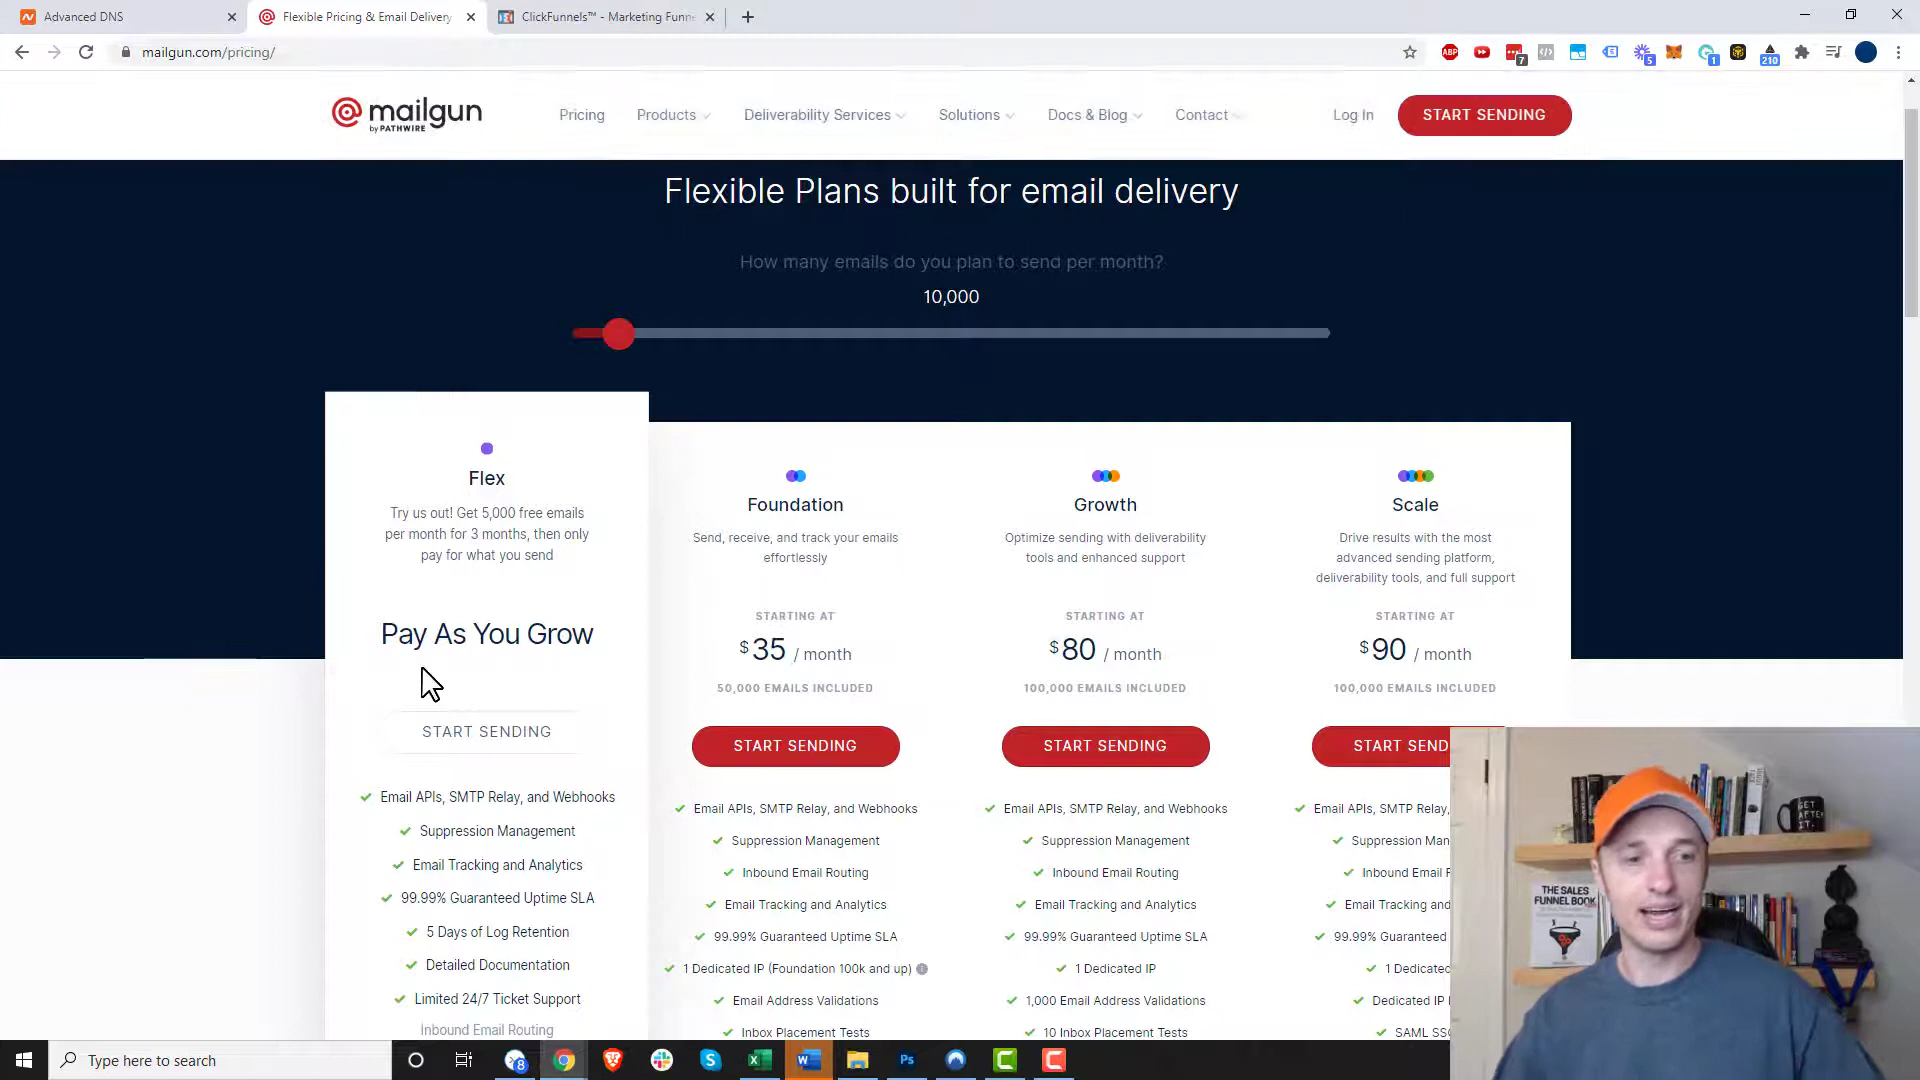 Advanced DNS
Flexible Pricing & Email Delivery
ClickFunnels™ - Marketing Funne
mailgun.com/pricing/
ABP
7
5
1
210
mailgun
by PATHWIRE
Pricing
Products
Deliverability Services
Solutions
Docs & Blog
Contact
Log In
START SENDING
Flexible Plans built for email delivery
How many emails do you plan to send per month?
10,000
Flex
Try us out! Get 5,000 free emails
per month for 3 months, then only
pay for what you send
Pay As You Grow
START SENDING
Email APIs, SMTP Relay, and Webhooks
Suppression Management
Email Tracking and Analytics
99.99% Guaranteed Uptime SLA
5 Days of Log Retention
Detailed Documentation
Limited 24/7 Ticket Support
Inbound Email Routing
Foundation
Send, receive, and track your emails
effortlessly
STARTING AT
$35 / month
50,000 EMAILS INCLUDED
START SENDING
Email APIs, SMTP Relay, and Webhooks
Suppression Management
Inbound Email Routing
Email Tracking and Analytics
99.99% Guaranteed Uptime SLA
1 Dedicated IP (Foundation 100k and up)
Email Address Validations
Inbox Placement Tests
Growth
Optimize sending with deliverability
tools and enhanced support
STARTING AT
$80 / month
100,000 EMAILS INCLUDED
START SENDING
Email APIs, SMTP Relay, and Webhooks
Suppression Management
Inbound Email Routing
Email Tracking and Analytics
99.99% Guaranteed Uptime SLA
1 Dedicated IP
1,000 Email Address Validations
10 Inbox Placement Tests
Scale
Drive results with the most
advanced sending platform,
deliverability tools, and full support
STARTING AT
$90 / month
100,000 EMAILS INCLUDED
START SEND
Email APIs, SMTP Relay,
Suppression Man
Inbound Email R
Email Tracking and
99.99% Guaranteed
1 Dedicate
Dedicated IP
SAML SS
GET
AFTER
IT.
THE SALES
FUNNEL BOOK
Type here to search
8
Ps